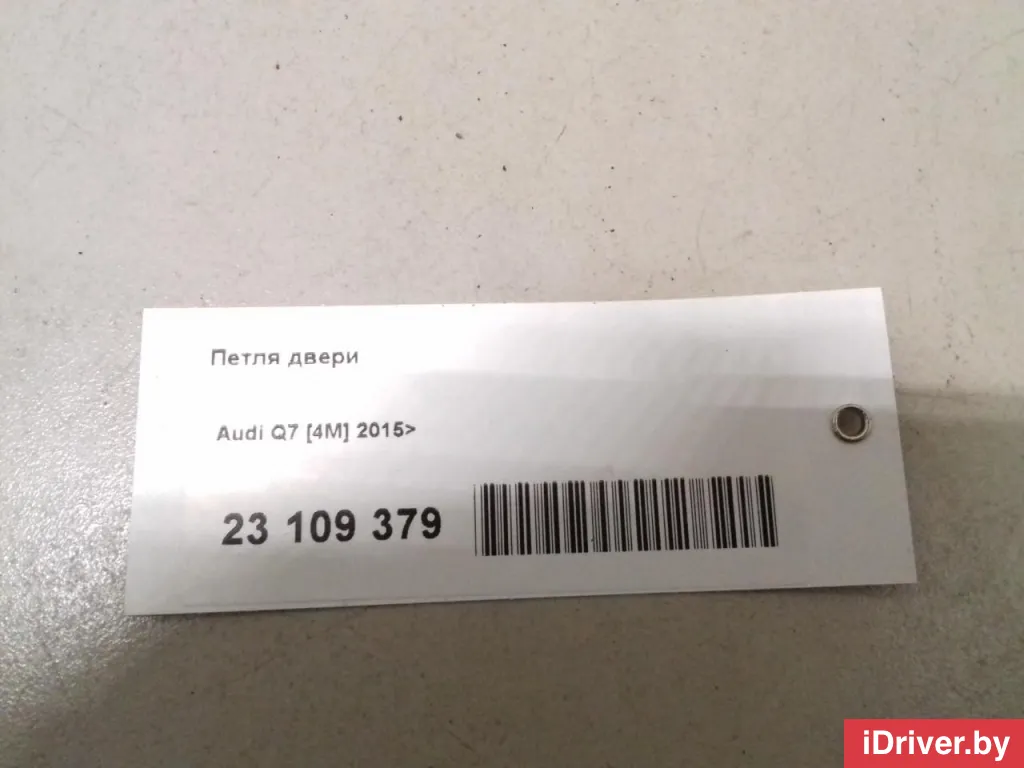 Петля двери
Audi Q7 [4M] 2015>
23 109 379
iDriver.by